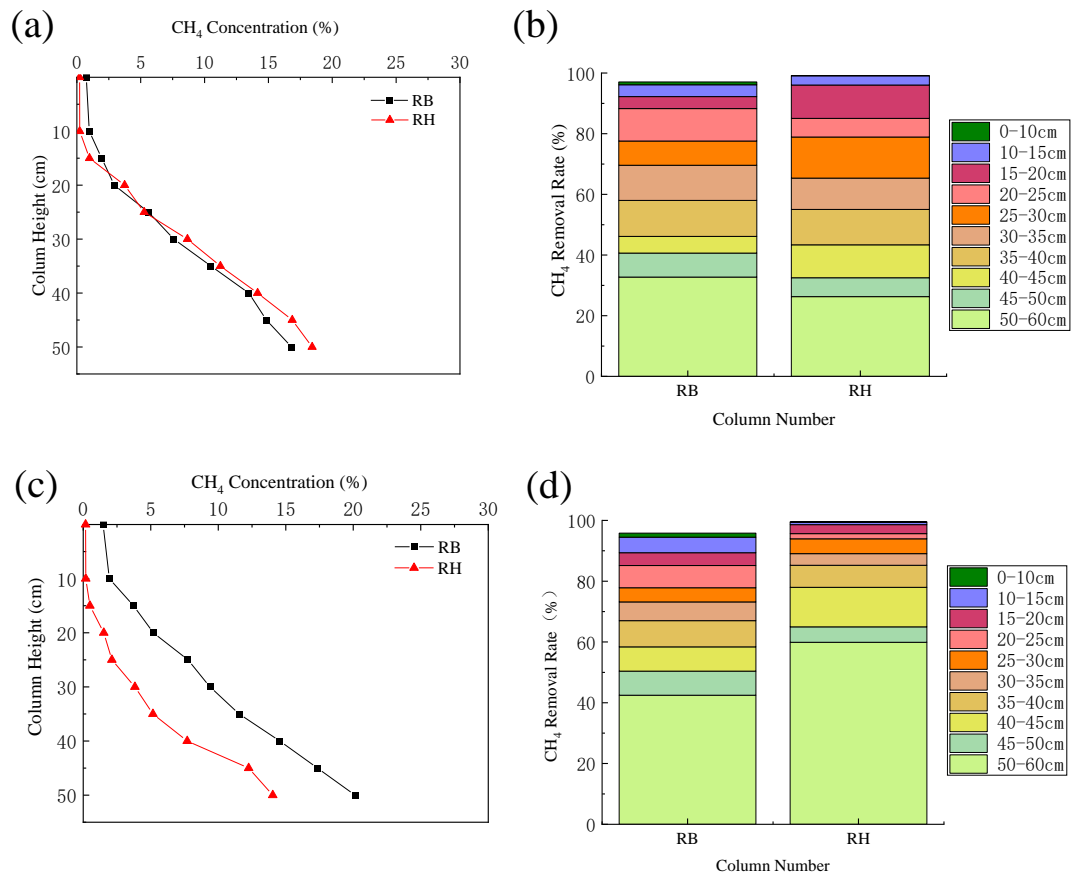 (a)
CH4 Concentration (%)
0 5 10 15 20 25 30
10
20
30
40
50
Colum Height (cm)
RB
RH
(b)
100
80
60
40
20
0
CH4 Removal Rate (%)
RB RH
Column Number
0-10cm
10-15cm
15-20cm
20-25cm
25-30cm
30-35cm
35-40cm
40-45cm
45-50cm
50-60cm
(c)
CH4 Concentration (%)
0 5 10 15 20 25 30
10
20
30
40
50
Column Height (cm)
RB
RH
(d)
100
80
60
40
20
0
CH4 Removal Rate (%)
RB RH
Column Number
0-10cm
10-15cm
15-20cm
20-25cm
25-30cm
30-35cm
35-40cm
40-45cm
45-50cm
50-60cm